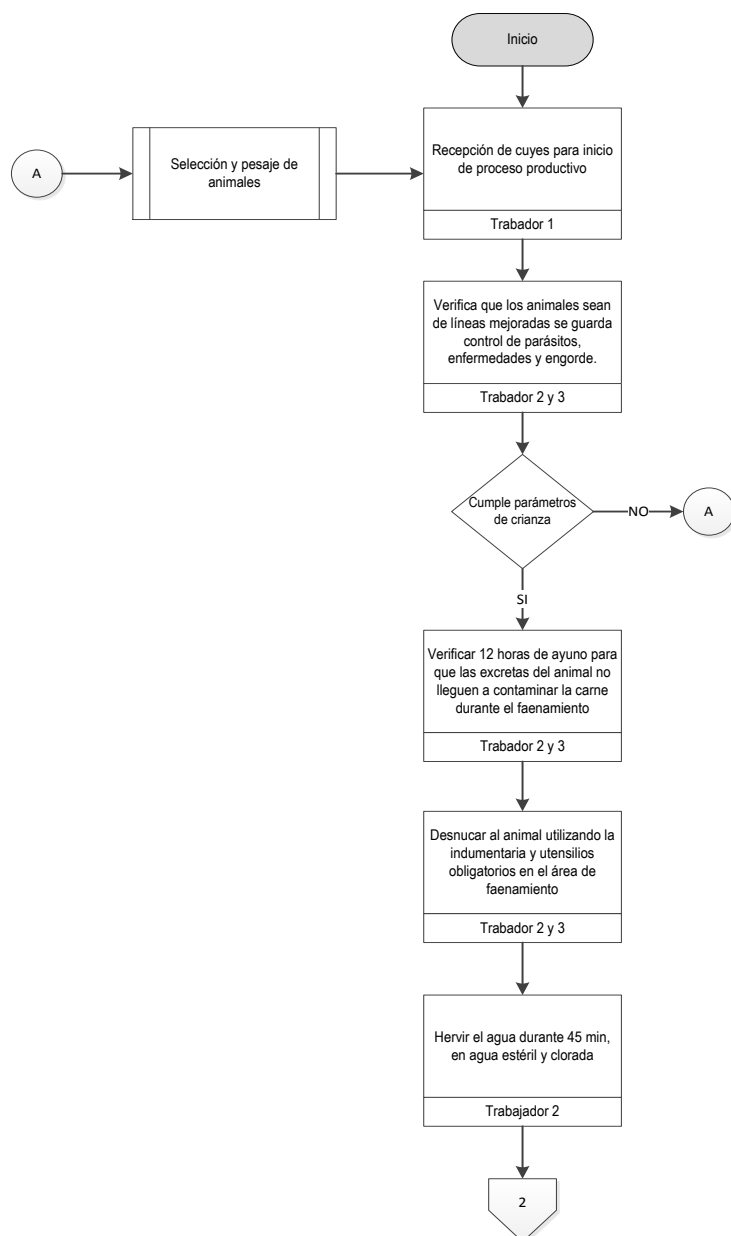 Inicio
A
Selección y pesaje de
animales
Recepción de cuyes para inicio
de proceso productivo
Trabador 1
Verifica que los animales sean
de líneas mejoradas se guarda
control de parásitos,
enfermedades y engorde.
Trabador 2 y 3
Cumple parámetros
de crianza
NO
A
SI
Verificar 12 horas de ayuno para
que las excretas del animal no
lleguen a contaminar la carne
durante el faenamiento
Trabador 2 y 3
Desnucar al animal utilizando la
indumentaria y utensilios
obligatorios en el área de
faenamiento
Trabador 2 y 3
Hervir el agua durante 45 min,
en agua estéril y clorada
Trabajador 2
2